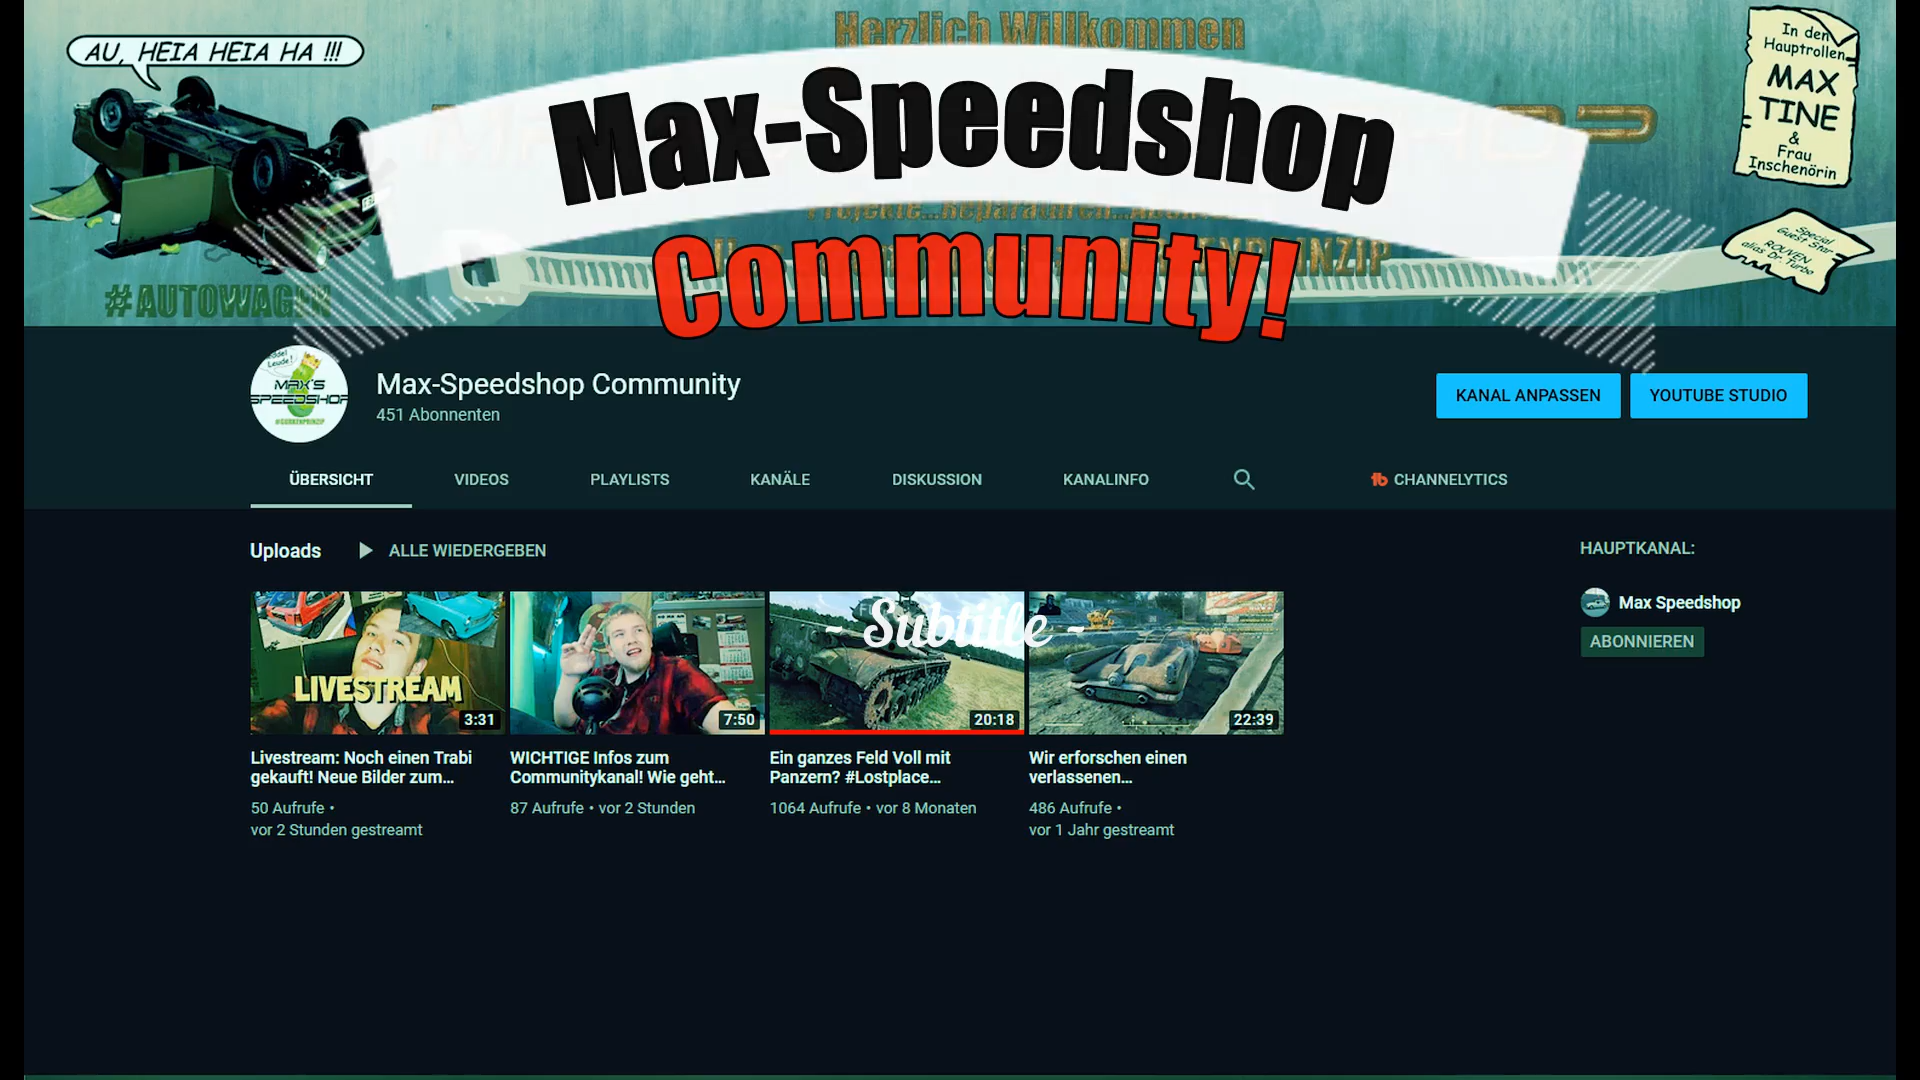 AU, HEIA HEIA HA !!!
Herzlich Willkommen
In den
Hauptrollen
MAX
TINE
&
Frau
Inschenörin
Max-Speedshop
Community!
Special
Guest Star
ROUVEN
alias Dr. Turbo
#AUTOWAGEN
MAX'S
SPEEDSHOP
Max-Speedshop Community
451 Abonnenten
KANAL ANPASSEN
YOUTUBE STUDIO
ÜBERSICHT
VIDEOS
PLAYLISTS
KANÄLE
DISKUSSION
KANALINFO
CHANNELYTICS
Uploads
ALLE WIEDERGEBEN
HAUPTKANAL:
Max Speedshop
ABONNIEREN
- Subtitle -
LIVESTREAM
3:31
7:50
20:18
22:39
Livestream: Noch einen Trabi
gekauft! Neue Bilder zum...
50 Aufrufe •
vor 2 Stunden gestreamt
WICHTIGE Infos zum
Communitykanal! Wie geht...
87 Aufrufe • vor 2 Stunden
Ein ganzes Feld Voll mit
Panzern? #Lostplace...
1064 Aufrufe • vor 8 Monaten
Wir erforschen einen
verlassenen...
486 Aufrufe •
vor 1 Jahr gestreamt